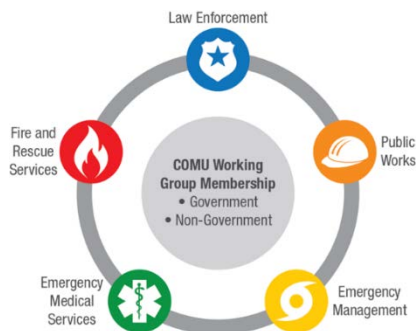 Law Enforcement
Fire and
Rescue
Services
Public
Works
COMU Working
Group Membership
• Government
• Non-Government
Emergency
Medical
Services
Emergency
Management